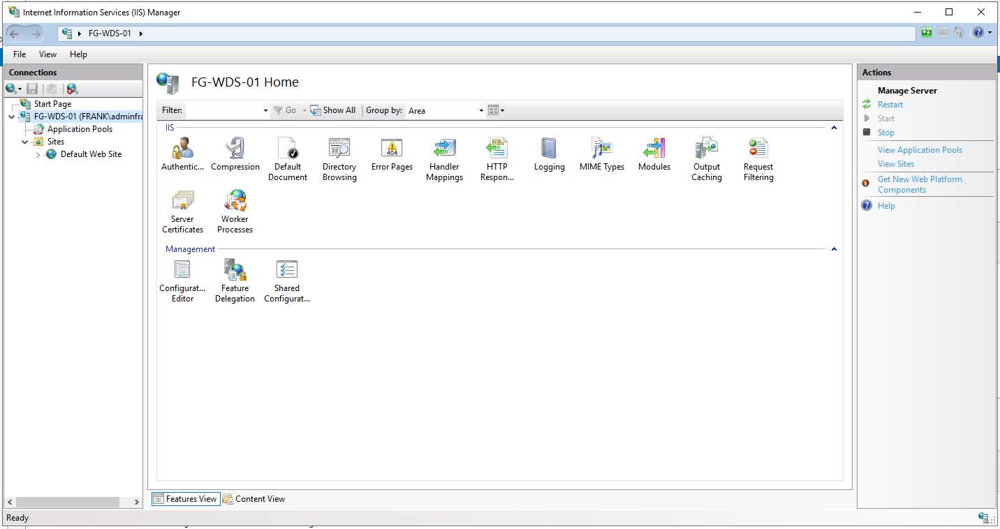 Internet Information Services (IIS) Manager
FG-WDS-01
File View Help
Connections
Start Page
FG-WDS-01 (FRANK\adminfra
Application Pools
Sites
Default Web Site
FG-WDS-01 Home
Filter: Go Show All Group by: Area
IIS
Authentic... Compression Default Document Directory Browsing Error Pages Handler Mappings HTTP Respon... Logging MIME Types Modules Output Caching Request Filtering
404
Server Certificates Worker Processes
Management
Configurat... Editor Feature Delegation Shared Configurat...
Features View Content View
Actions
Manage Server
Restart
Start
Stop
View Application Pools
View Sites
Get New Web Platform
Components
Help
Ready